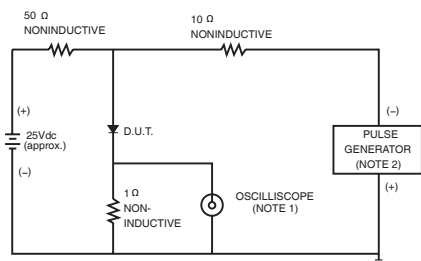 50 Ω
NONINDUCTIVE
10 Ω
NONINDUCTIVE
(+)
25Vdc
(approx.)
(−)
D.U.T.
1 Ω
NON-
INDUCTIVE
OSCILLISCOPE
(NOTE 1)
(−)
PULSE
GENERATOR
(NOTE 2)
(+)